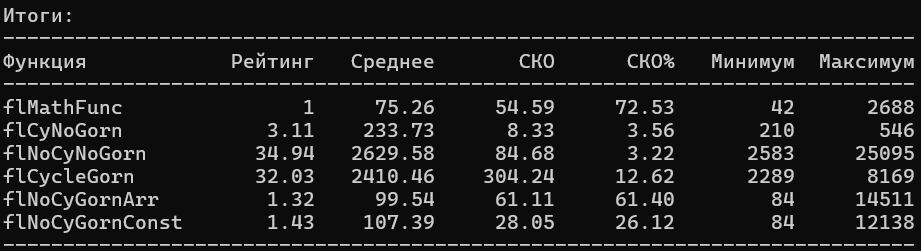 Итоги:
Функция Рейтинг Среднее СКО СКО% Минимум Максимум
flMathFunc 1 75.26 54.59 72.53 42 2688
flCyNoGorn 3.11 233.73 8.33 3.56 210 546
flNoCyNoGorn 34.94 2629.58 84.68 3.22 2583 25095
flCycleGorn 32.03 2410.46 304.24 12.62 2289 8169
flNoCyGornArr 1.32 99.54 61.11 61.40 84 14511
flNoCyGornConst 1.43 107.39 28.05 26.12 84 12138